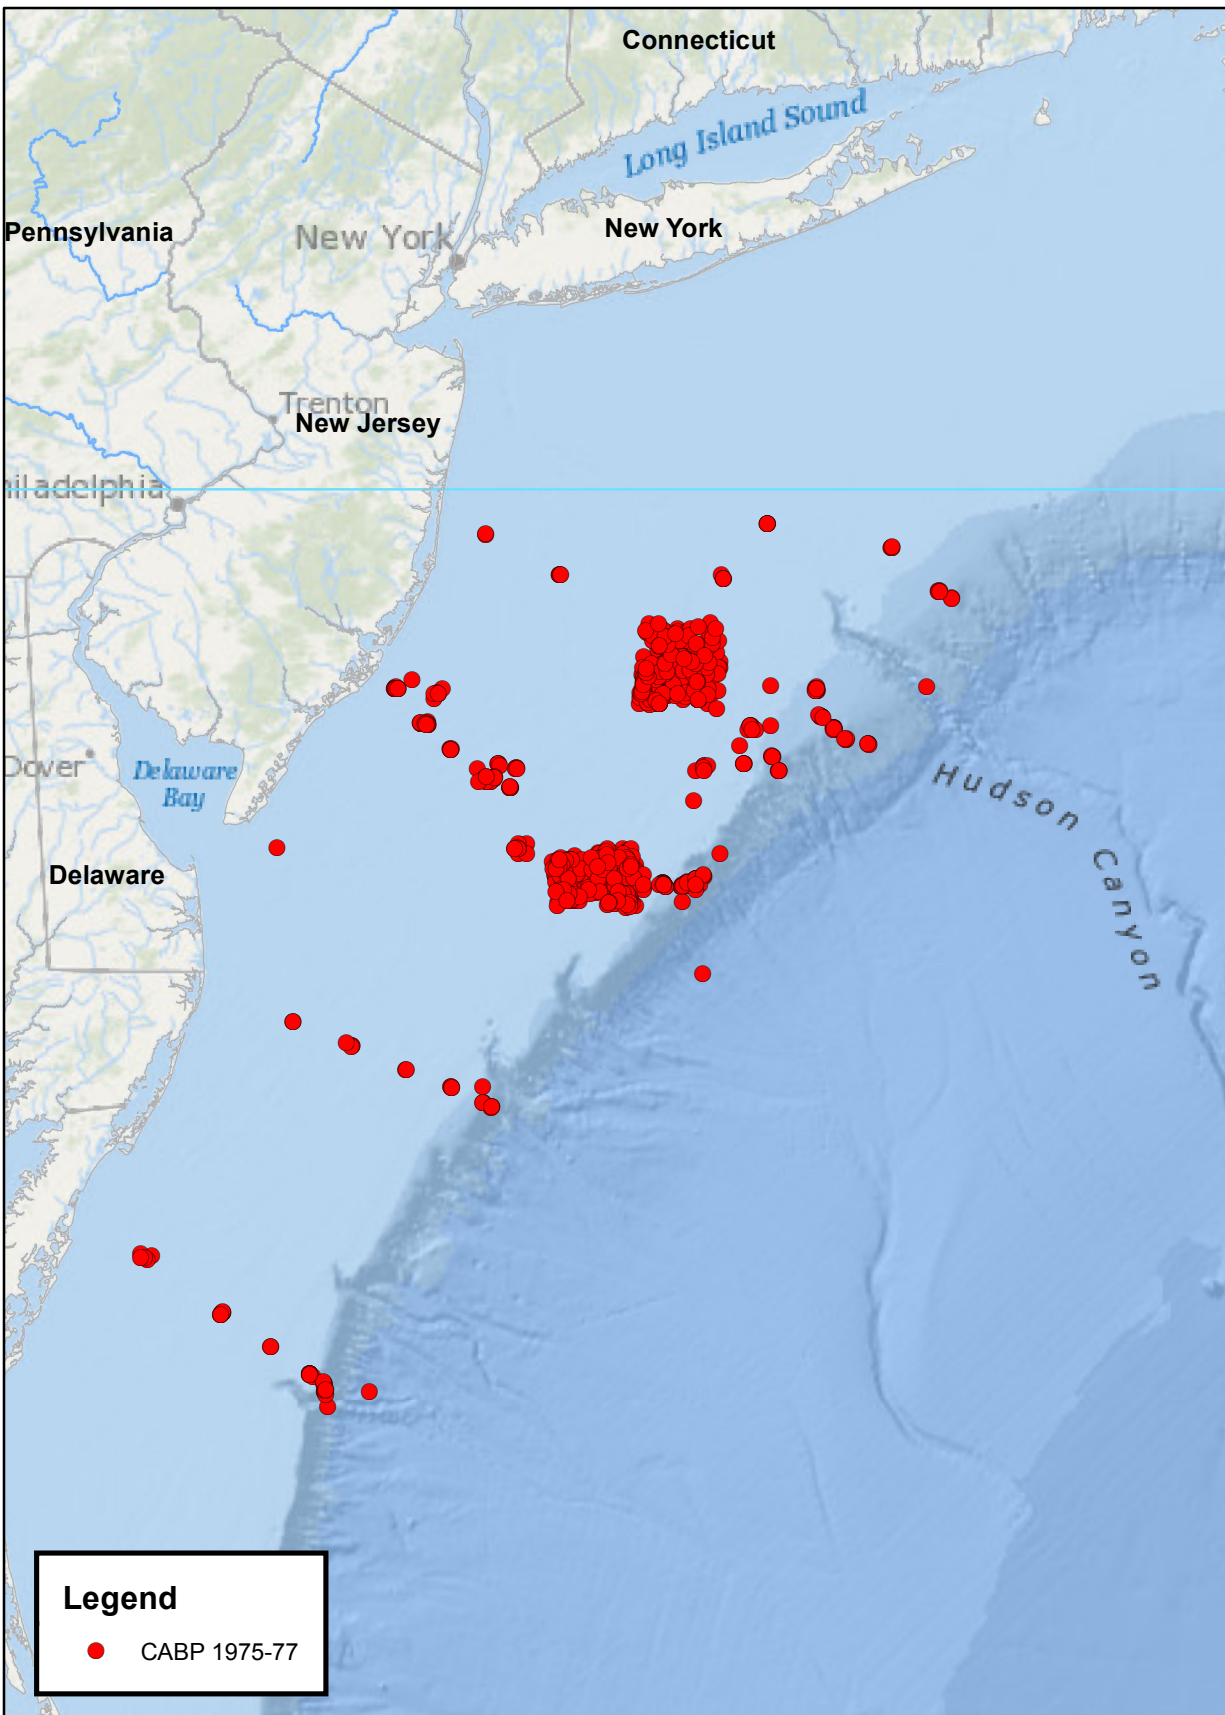 Connecticut
Long Island Sound
Pennsylvania
New York
New York
Trenton
New Jersey
hiladelphia
Dover
Delaware
Bay
Hudson
Canyon
Delaware
Legend
CABP 1975-77